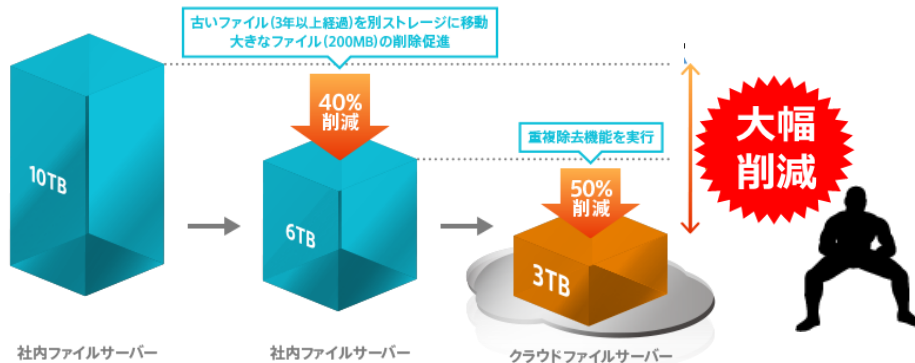 古いファイル(3年以上経過)を別ストレージに移動
大きなファイル(200MB)の削除促進
40%
削減
重複除去機能を実行
50%
削減
大幅
削減
10TB
6TB
3TB
社内ファイルサーバー
社内ファイルサーバー
クラウドファイルサーバー